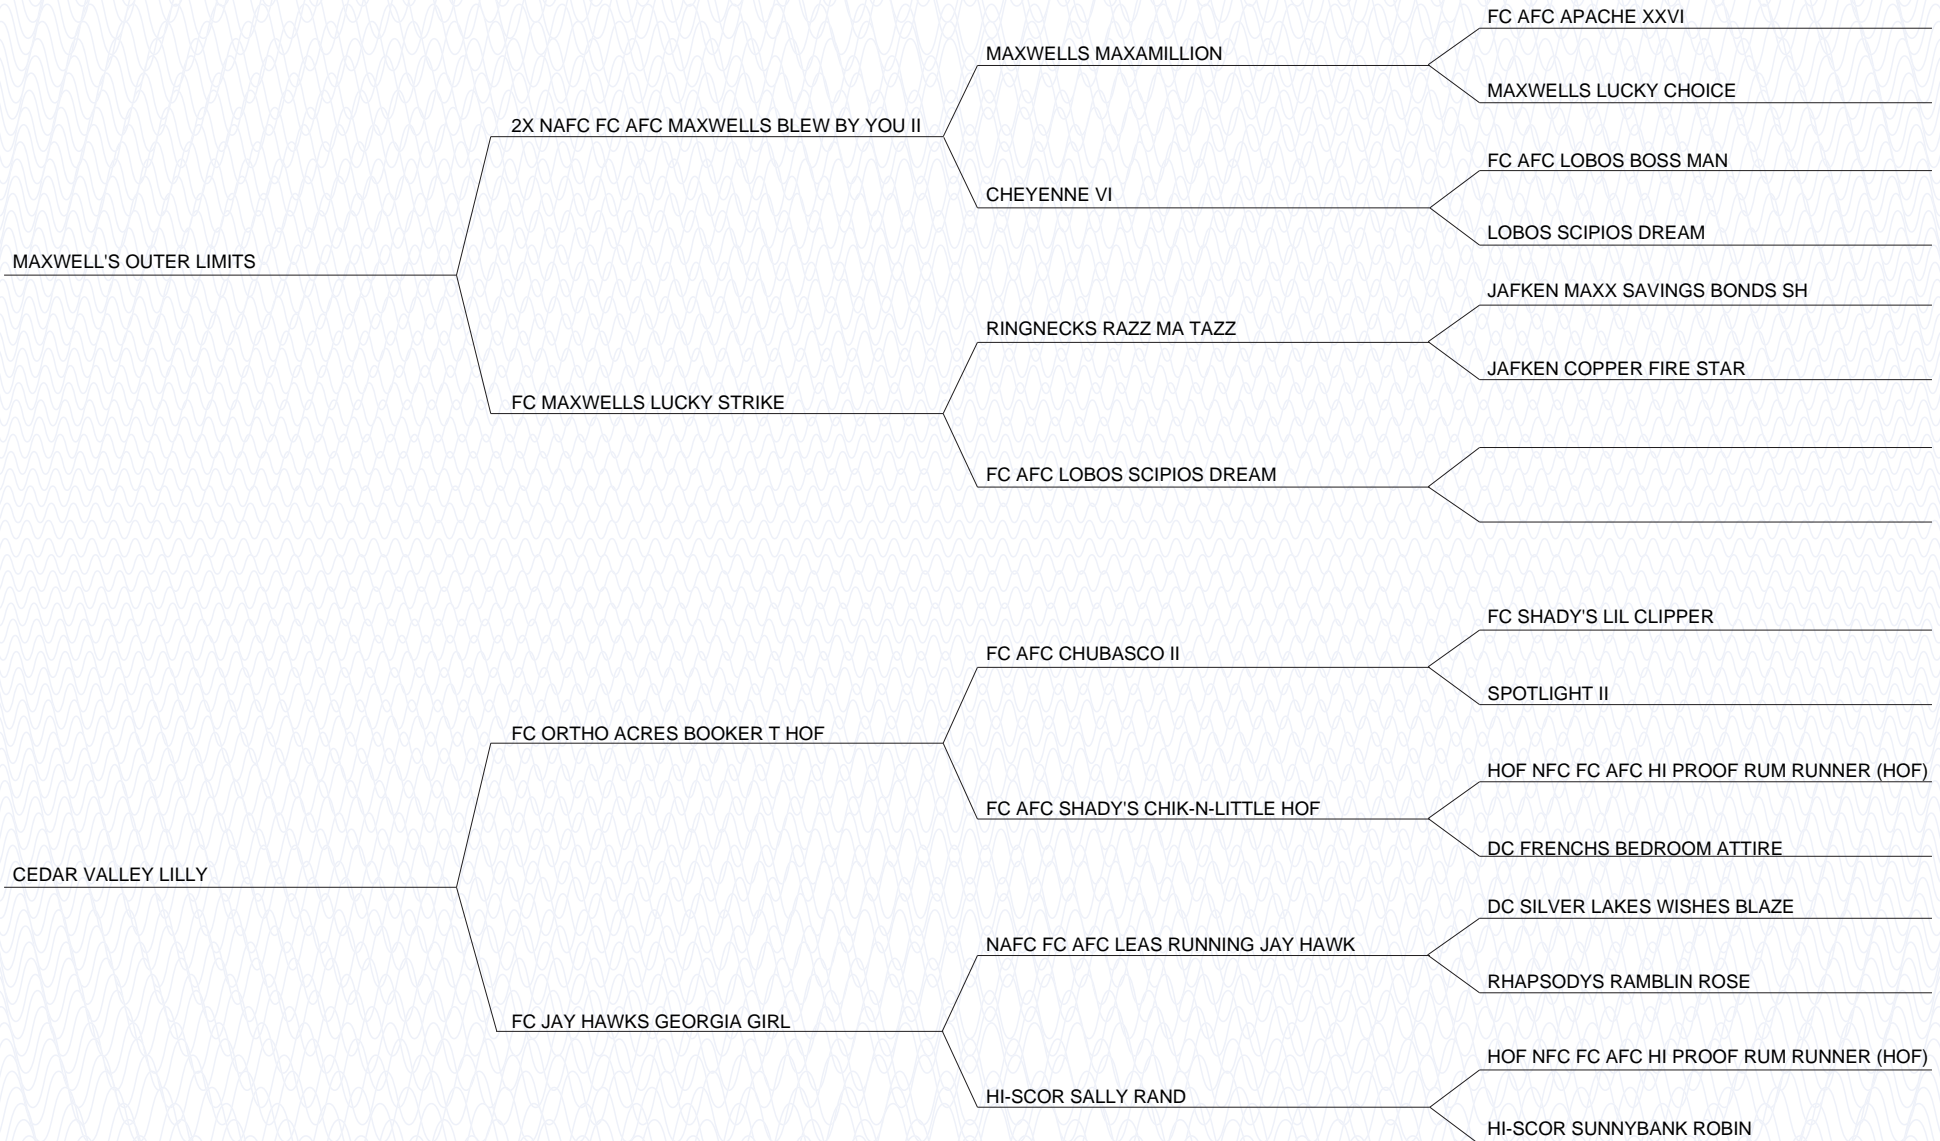 FC AFC APACHE XXVI
MAXWELLS MAXAMILLION
MAXWELLS LUCKY CHOICE
2X NAFC FC AFC MAXWELLS BLEW BY YOU II
FC AFC LOBOS BOSS MAN
CHEYENNE VI
LOBOS SCIPIOS DREAM
MAXWELL'S OUTER LIMITS
JAFKEN MAXX SAVINGS BONDS SH
RINGNECKS RAZZ MA TAZZ
JAFKEN COPPER FIRE STAR
FC MAXWELLS LUCKY STRIKE
FC AFC LOBOS SCIPIOS DREAM
FC SHADY'S LIL CLIPPER
FC AFC CHUBASCO II
SPOTLIGHT II
FC ORTHO ACRES BOOKER T HOF
HOF NFC FC AFC HI PROOF RUM RUNNER (HOF)
FC AFC SHADY'S CHIK-N-LITTLE HOF
DC FRENCHS BEDROOM ATTIRE
CEDAR VALLEY LILLY
DC SILVER LAKES WISHES BLAZE
NAFC FC AFC LEAS RUNNING JAY HAWK
RHAPSODYS RAMBLIN ROSE
FC JAY HAWKS GEORGIA GIRL
HOF NFC FC AFC HI PROOF RUM RUNNER (HOF)
HI-SCOR SALLY RAND
HI-SCOR SUNNYBANK ROBIN